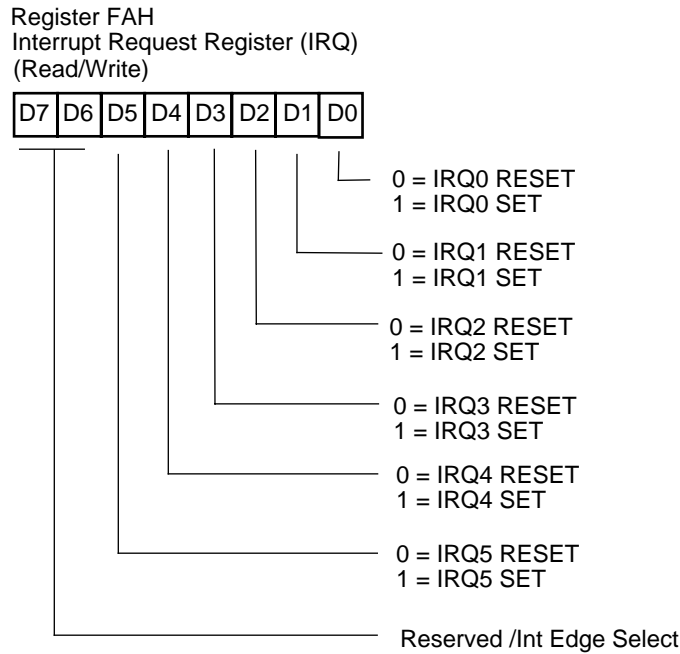 Register FAH
Interrupt Request Register (IRQ)
(Read/Write)
D7 D6 D5 D4 D3 D2 D1 D0
0 = IRQ0 RESET
1 = IRQ0 SET
0 = IRQ1 RESET
1 = IRQ1 SET
0 = IRQ2 RESET
1 = IRQ2 SET
0 = IRQ3 RESET
1 = IRQ3 SET
0 = IRQ4 RESET
1 = IRQ4 SET
0 = IRQ5 RESET
1 = IRQ5 SET
Reserved /Int Edge Select